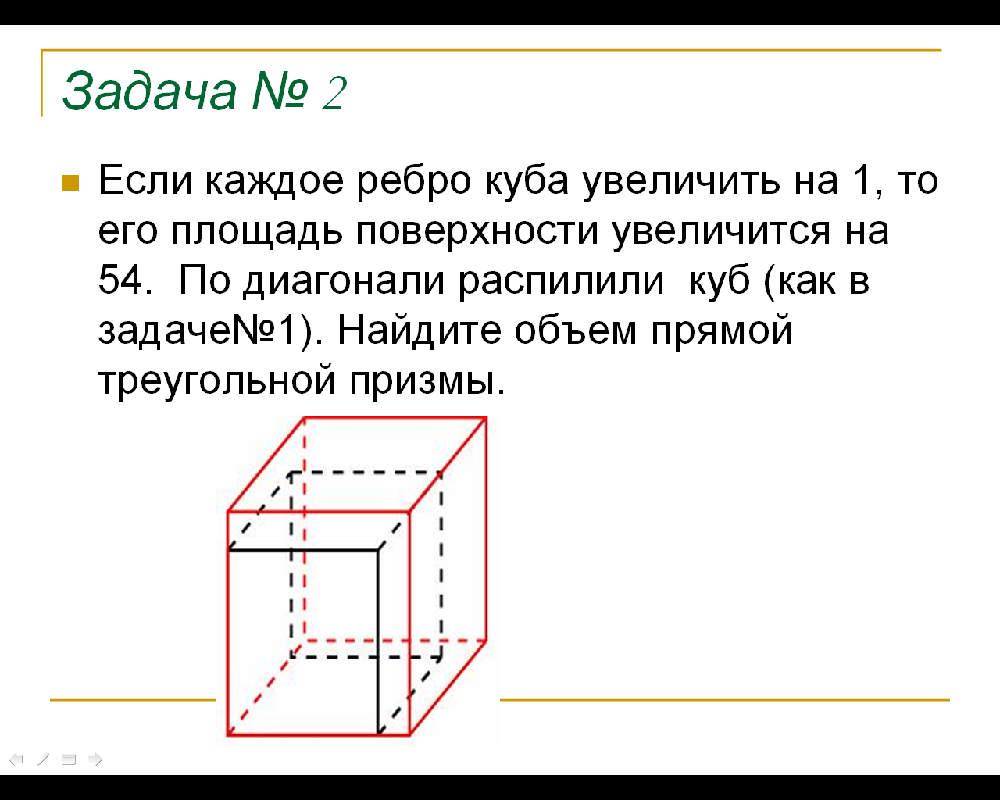 Задача № 2
Если каждое ребро куба увеличить на 1, то
его площадь поверхности увеличится на
54.  По диагонали распилили  куб (как в
задаче№1). Найдите объем прямой
треугольной призмы.